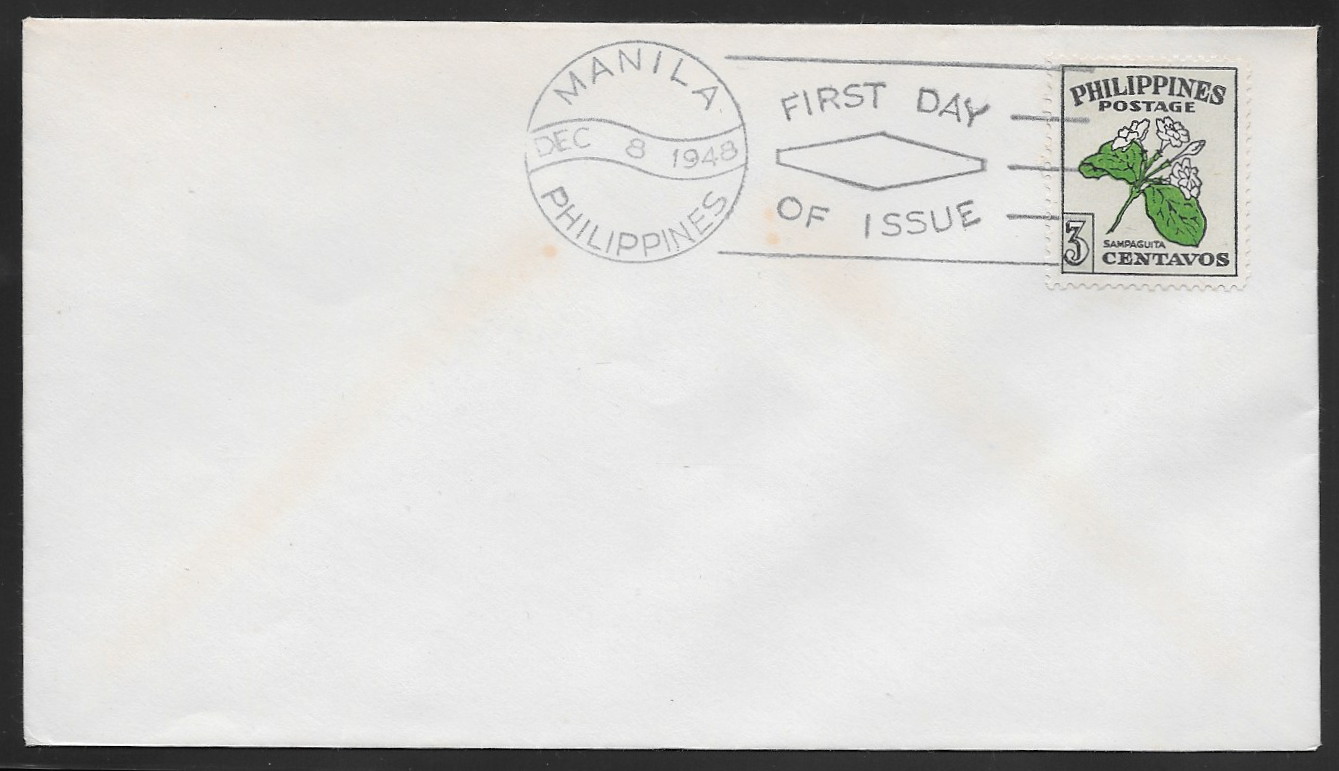 MANILA
DEC 8 1948
PHILIPPINES
FIRST DAY
OF ISSUE
PHILIPPINES
POSTAGE
SAMPAGUITA
3 CENTAVOS